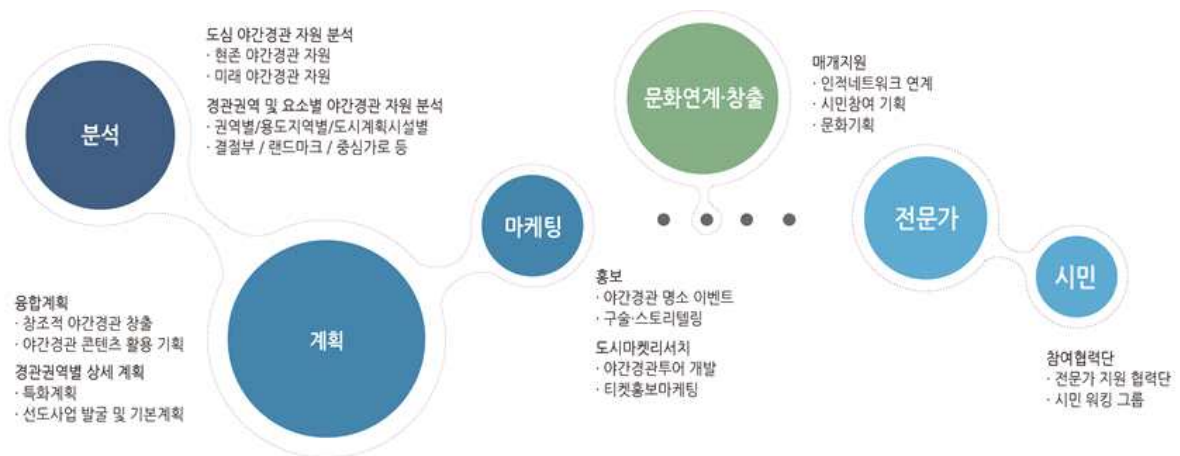 분석
도심 야간경관 자원 분석
· 현존 야간경관 자원
· 미래 야간경관 자원
경관권역 및 요소별 야간경관 자원 분석
· 권역별/용도지역별/도시계획시설별
· 결절부 / 랜드마크 / 중심가로 등
계획
융합계획
· 창조적 야간경관 창출
· 야간경관 콘텐츠 활용 기획
경관권역별 상세 계획
· 특화계획
· 선도사업 발굴 및 기본계획
마케팅
홍보
· 야간경관 명소 이벤트
· 구술·스토리텔링
도시마켓리서치
· 야간경관투어 개발
· 티켓홍보마케팅
문화연계·창출
매개지원
· 인적네트워크 연계
· 시민참여 기획
· 문화기획
전문가
시민
참여협력단
· 전문가 지원 협력단
· 시민 워킹 그룹